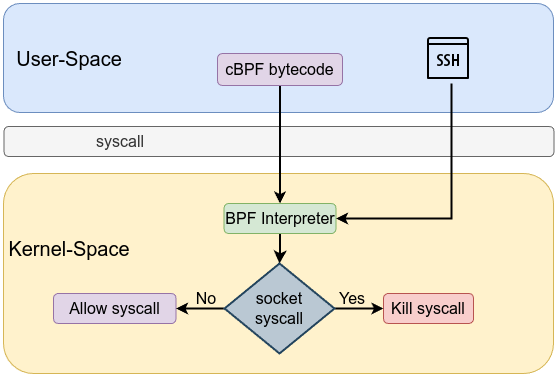 User-Space
cBPF bytecode
SSH
syscall
BPF Interpreter
Kernel-Space
socket
syscall
No
Yes
Allow syscall
Kill syscall